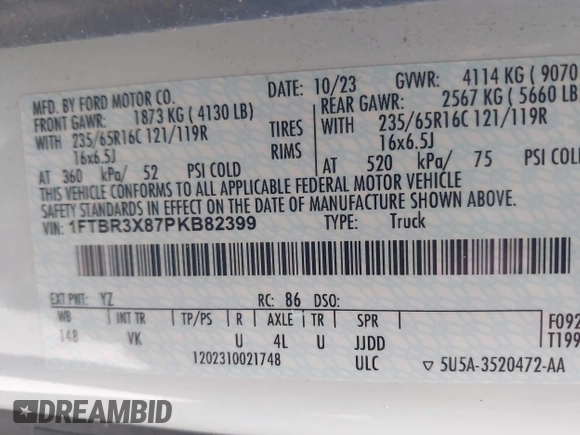 MFD. BY FORD MOTOR CO.
DATE: 10/23 GVWR: 4114 KG (9070
FRONT GAWR: 1873 KG (4130 LB) REAR GAWR: 2567 KG (5660 LB)
WITH 235/65R16C 121/119R TIRES WITH 235/65R16C 121/119R
16x6.5J RIMS 16x6.5J
AT 360 kPa/ 52 PSI COLD AT 520 kPa/ 75 PSI COLD
THIS VEHICLE CONFORMS TO ALL APPLICABLE FEDERAL MOTOR VEHICLE
SAFETY STANDARDS IN EFFECT ON THE DATE OF MANUFACTURE SHOWN ABOVE.
VIN: 1FTBR3X87PKB82399 TYPE: Truck
EXT PNT: YZ RC: 86 DSO:
WB INT TR TP/PS R AXLE TR SPR F092
148 VK U 4L U JJDD T199
1202310021748 ULC ▽ 5U5A-3520472-AA
DREAMBID